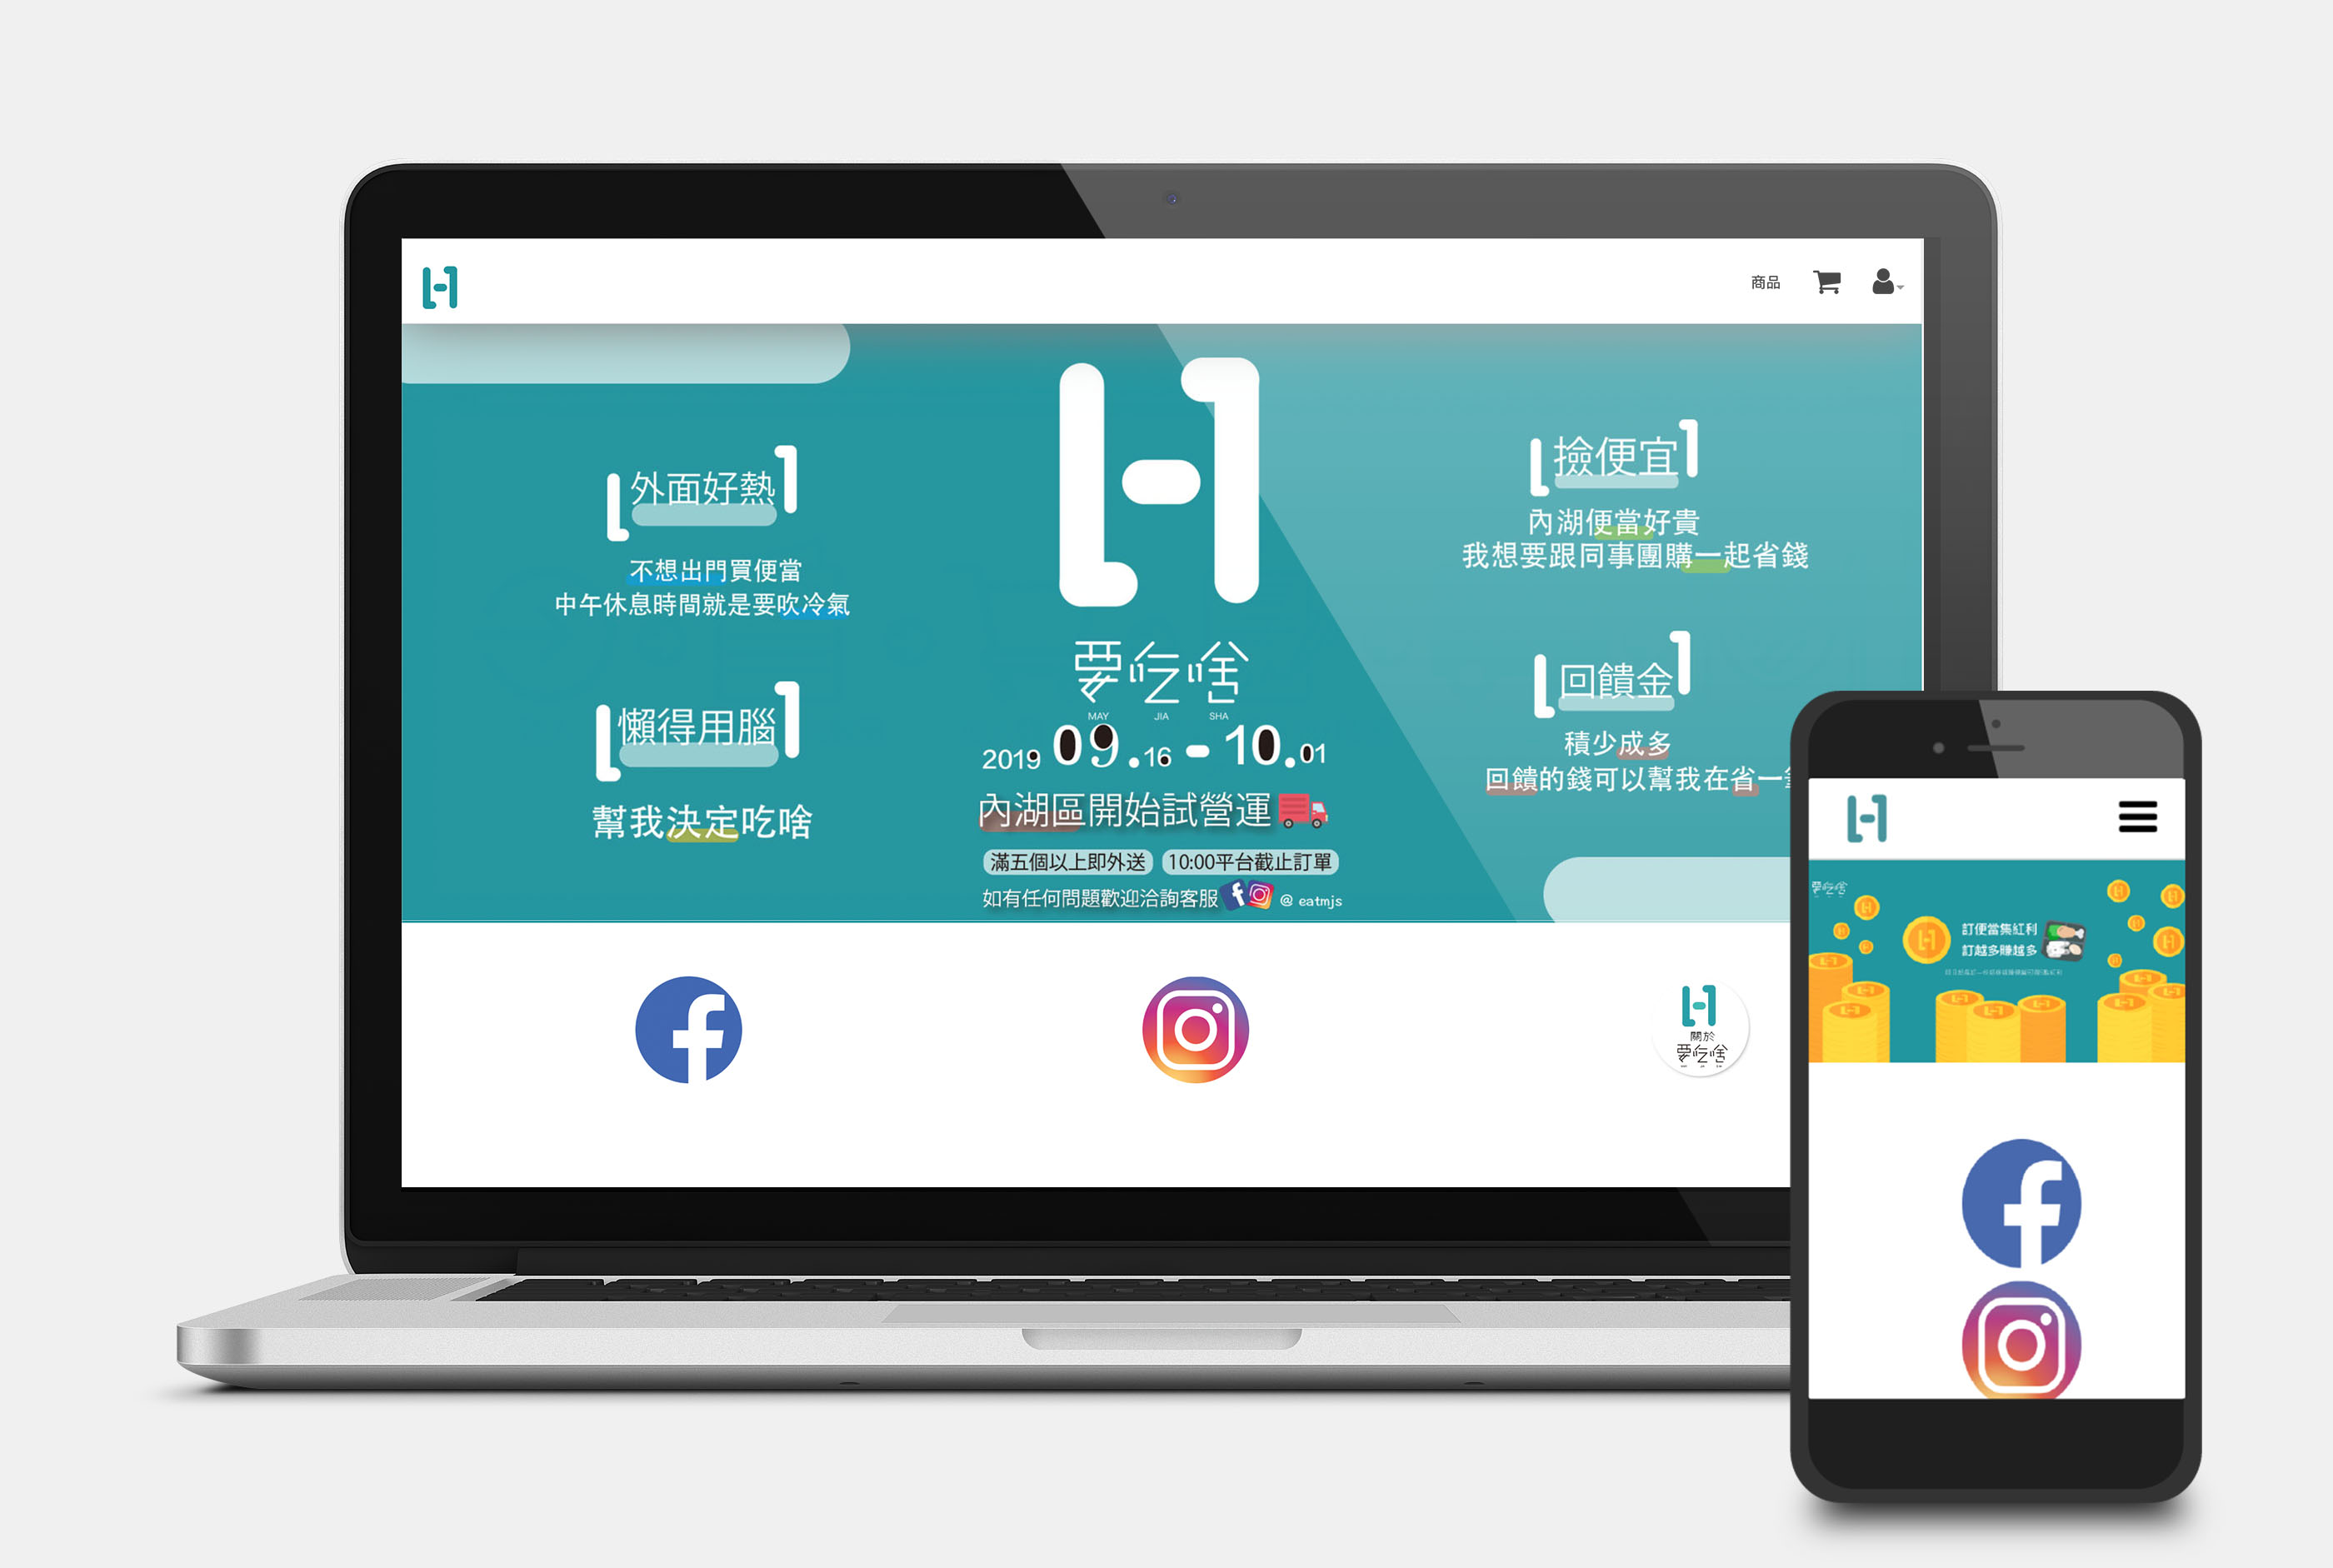 商品
外面好熱
不想出門買便當
中午休息時間就是要吹冷氣
懶得用腦
幫我決定吃啥
要吃啥
MAY JIA SHA
2019 09.16 - 10.01
內湖區開始試營運
滿五個以上即外送 10:00平台截止訂單
如有任何問題歡迎洽詢客服 @ eatmjs
撿便宜
內湖便當好貴
我想要跟同事團購一起省錢
回饋金
積少成多
回饋的錢可以幫我在省一
關於
要吃啥
要吃啥
訂便當集紅利
訂越多賺越多